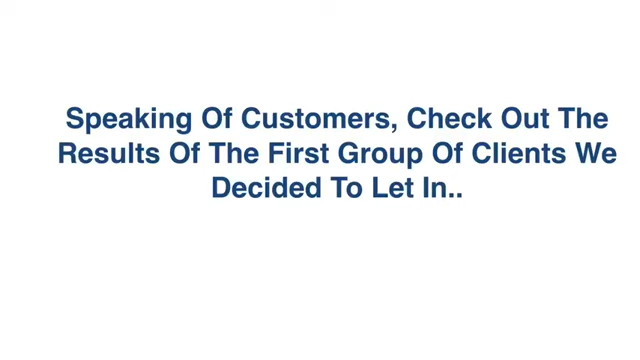 Speaking Of Customers, Check Out The
Results Of The First Group Of Clients We
Decided To Let In..